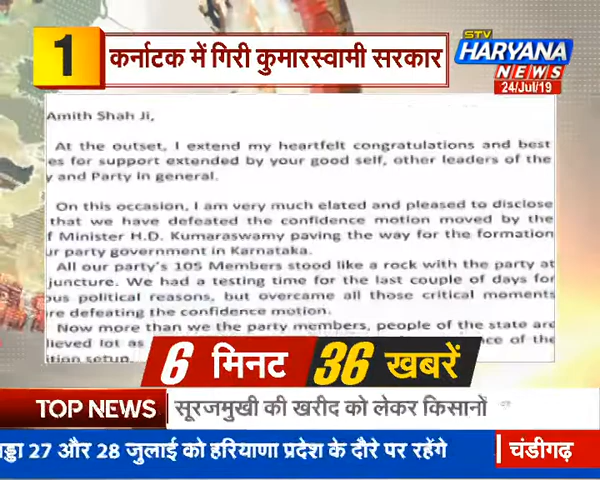 1
कर्नाटक में गिरी कुमारस्वामी सरकार
STV
HARYANA
NEWS
24/Jul/19
Amith Shah Ji,
At the outset, I extend my heartfelt congratulations and best
es for support extended by your good self, other leaders of the
y and Party in general.
On this occasion, I am very much elated and pleased to disclose
that we have defeated the confidence motion moved by the
f Minister H.D. Kumaraswamy paving the way for the formation
ur party government in Karnataka.
All our party's 105 Members stood like a rock with the party at
juncture. We had a testing time for the last couple of days for
ous political reasons, but overcame all those critical moments
re defeating the confidence motion.
Now more than we the party members, people of the state are
lieved lot as
ce of the
ition setup.
6 मिनट 36 खबरें
TOP NEWS
सूरजमुखी की खरीद को लेकर किसानों
ड्डा 27 और 28 जुलाई को हरियाणा प्रदेश के दौरे पर रहेंगे
चंडीगढ़